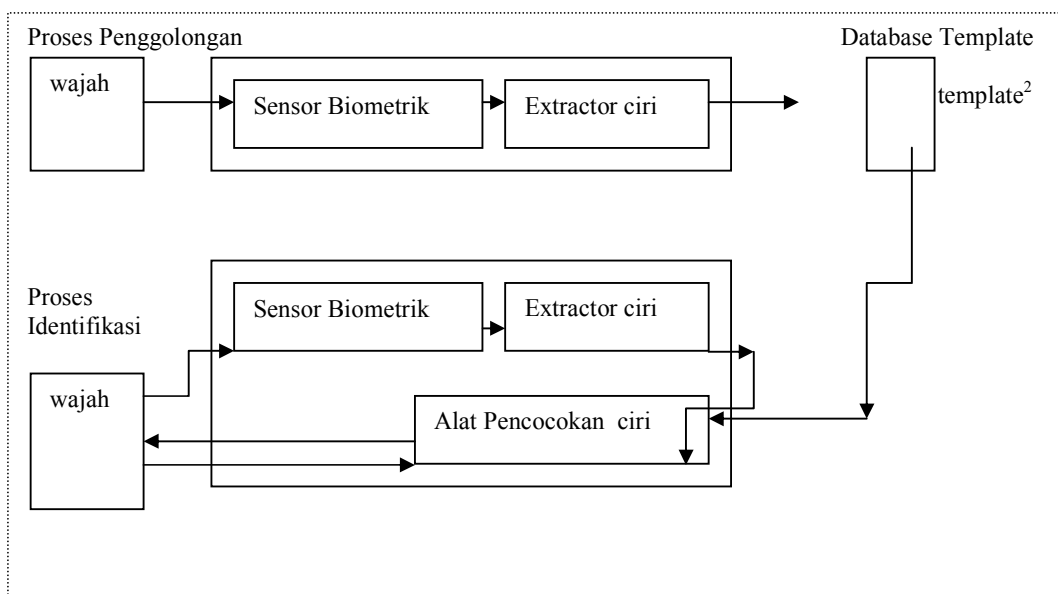 Proses Penggolongan
Database Template
wajah
Sensor Biometrik
Extractor ciri
template²
Proses
Identifikasi
Sensor Biometrik
Extractor ciri
wajah
Alat Pencocokan ciri